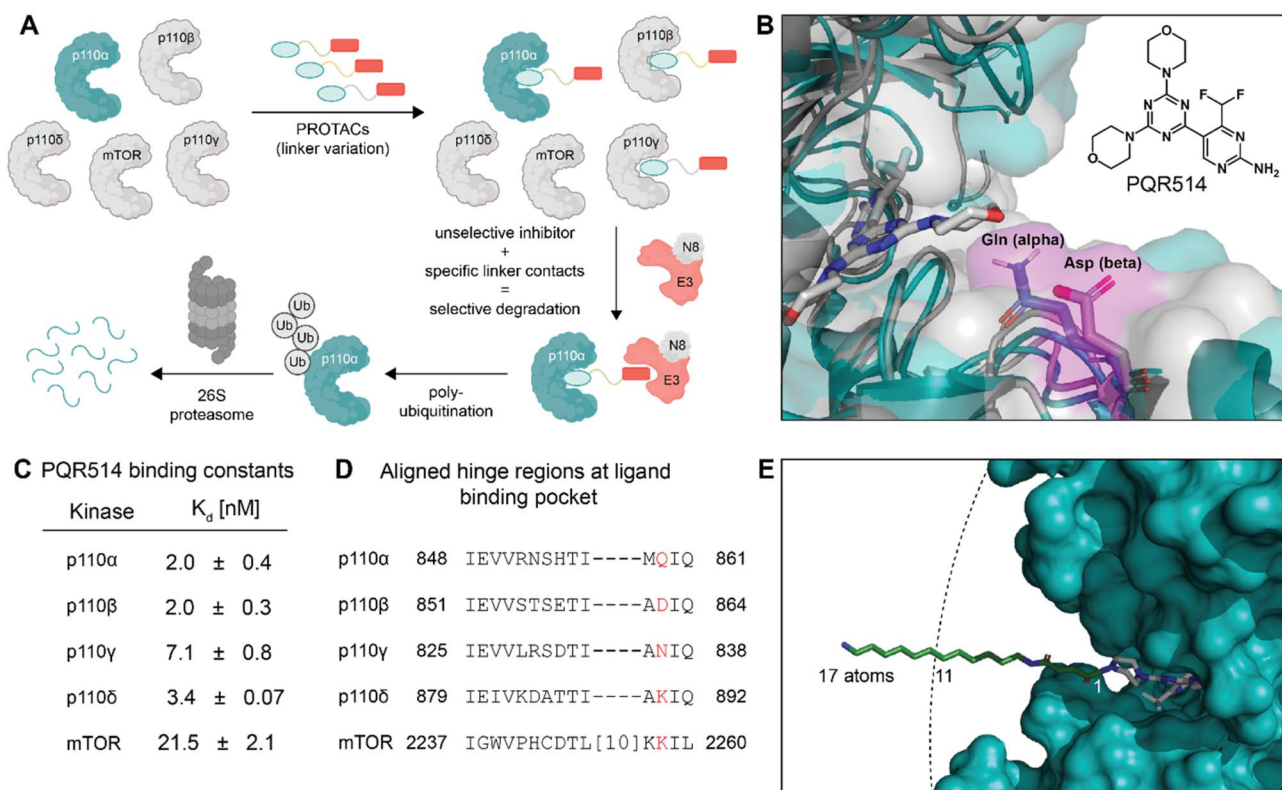 A
p110α
p110β
p110δ
mTOR
p110γ
PROTACs
(linker variation)
p110α
p110β
p110δ
mTOR
p110γ
unselective inhibitor
+
specific linker contacts
=
selective degradation
N8
E3
p110α
N8
E3
poly-
ubiquitination
Ub
Ub
Ub
Ub
p110α
26S
proteasome
B
O
N
N
N
F
F
N
N
N
N
N
O
NH2
PQR514
Gln (alpha)
Asp (beta)
C PQR514 binding constants
Kinase Kd [nM]
p110α 2.0 ± 0.4
p110β 2.0 ± 0.3
p110γ 7.1 ± 0.8
p110δ 3.4 ± 0.07
mTOR 21.5 ± 2.1
D Aligned hinge regions at ligand
binding pocket
p110α 848 IEVVRNSHTI----MQIQ 861
p110β 851 IEVVSTSETI----ADIQ 864
p110γ 825 IEVVLRSDTI----ANIQ 838
p110δ 879 IEIVKDATTI----AKIQ 892
mTOR 2237 IGWVPHCDTL[10]KKIL 2260
E
17 atoms
11
1